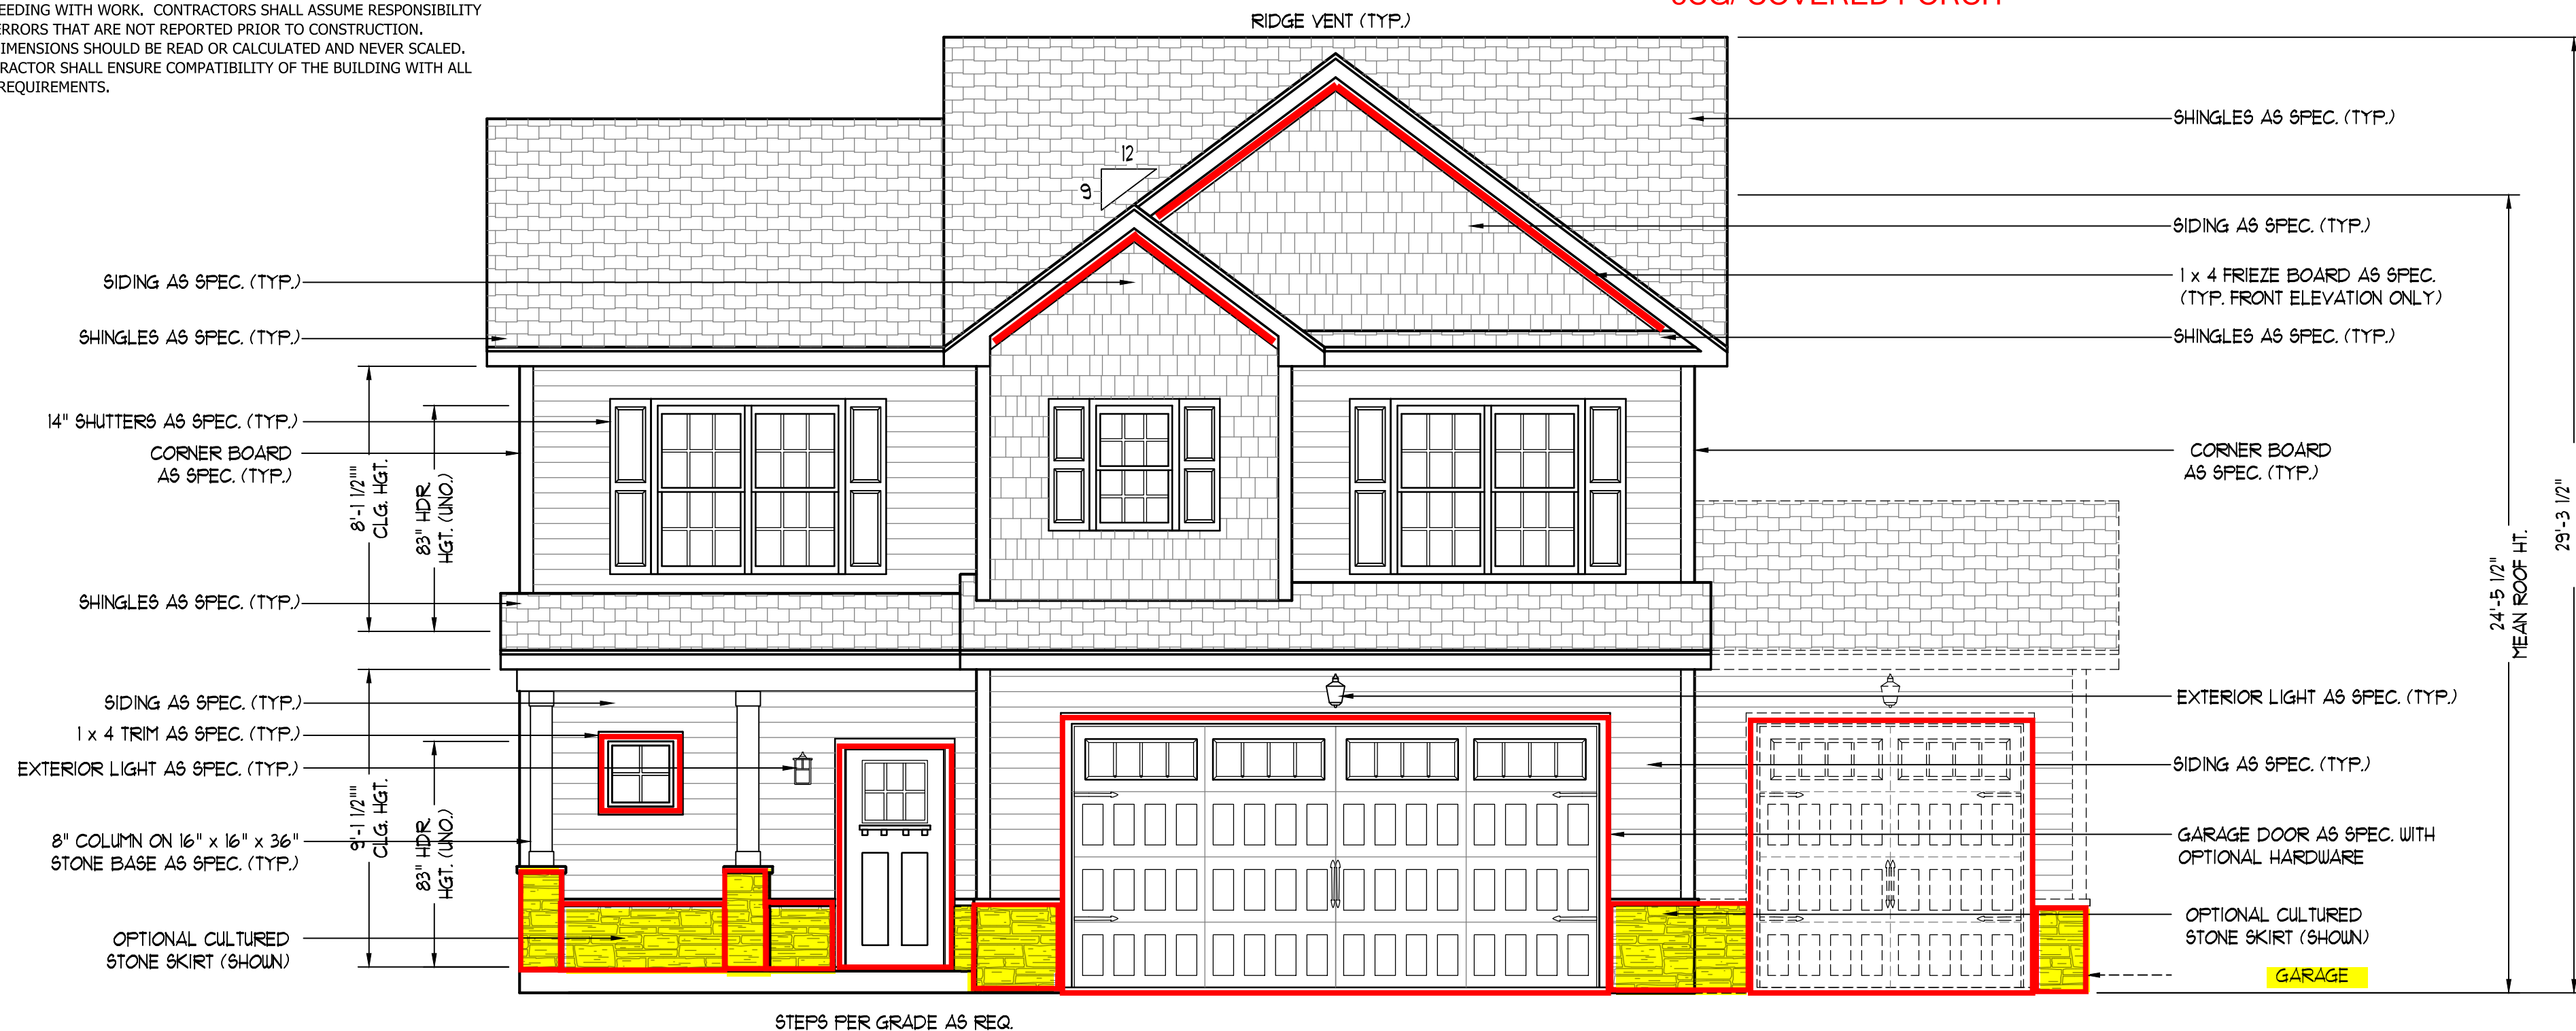 EEDING WITH WORK. CONTRACTORS SHALL ASSUME RESPONSIBILITY
ERRORS THAT ARE NOT REPORTED PRIOR TO CONSTRUCTION.
IMENSIONS SHOULD BE READ OR CALCULATED AND NEVER SCALED.
RACTOR SHALL ENSURE COMPATIBILITY OF THE BUILDING WITH ALL
REQUIREMENTS.
COVERED PORCH
RIDGE VENT (TYP.)
12
9
SIDING AS SPEC. (TYP.)
SHINGLES AS SPEC. (TYP.)
14" SHUTTERS AS SPEC. (TYP.)
CORNER BOARD
AS SPEC. (TYP.)
8'-1 1/2""
CLG. HGT.
83" HDR
HGT. (UNO.)
SHINGLES AS SPEC. (TYP.)
SIDING AS SPEC. (TYP.)
1 x 4 TRIM AS SPEC. (TYP.)
EXTERIOR LIGHT AS SPEC. (TYP.)
8" COLUMN ON 16" x 16" x 36"
STONE BASE AS SPEC. (TYP.)
9'-1 1/2""
CLG. HGT.
83" HDR
HGT. (UNO.)
OPTIONAL CULTURED
STONE SKIRT (SHOWN)
STEPS PER GRADE AS REQ.
SHINGLES AS SPEC. (TYP.)
SIDING AS SPEC. (TYP.)
1 x 4 FRIEZE BOARD AS SPEC.
(TYP. FRONT ELEVATION ONLY)
SHINGLES AS SPEC. (TYP.)
CORNER BOARD
AS SPEC. (TYP.)
24'-5 1/2"
MEAN ROOF HT.
29'-3 1/2"
EXTERIOR LIGHT AS SPEC. (TYP.)
SIDING AS SPEC. (TYP.)
GARAGE DOOR AS SPEC. WITH
OPTIONAL HARDWARE
OPTIONAL CULTURED
STONE SKIRT (SHOWN)
GARAGE